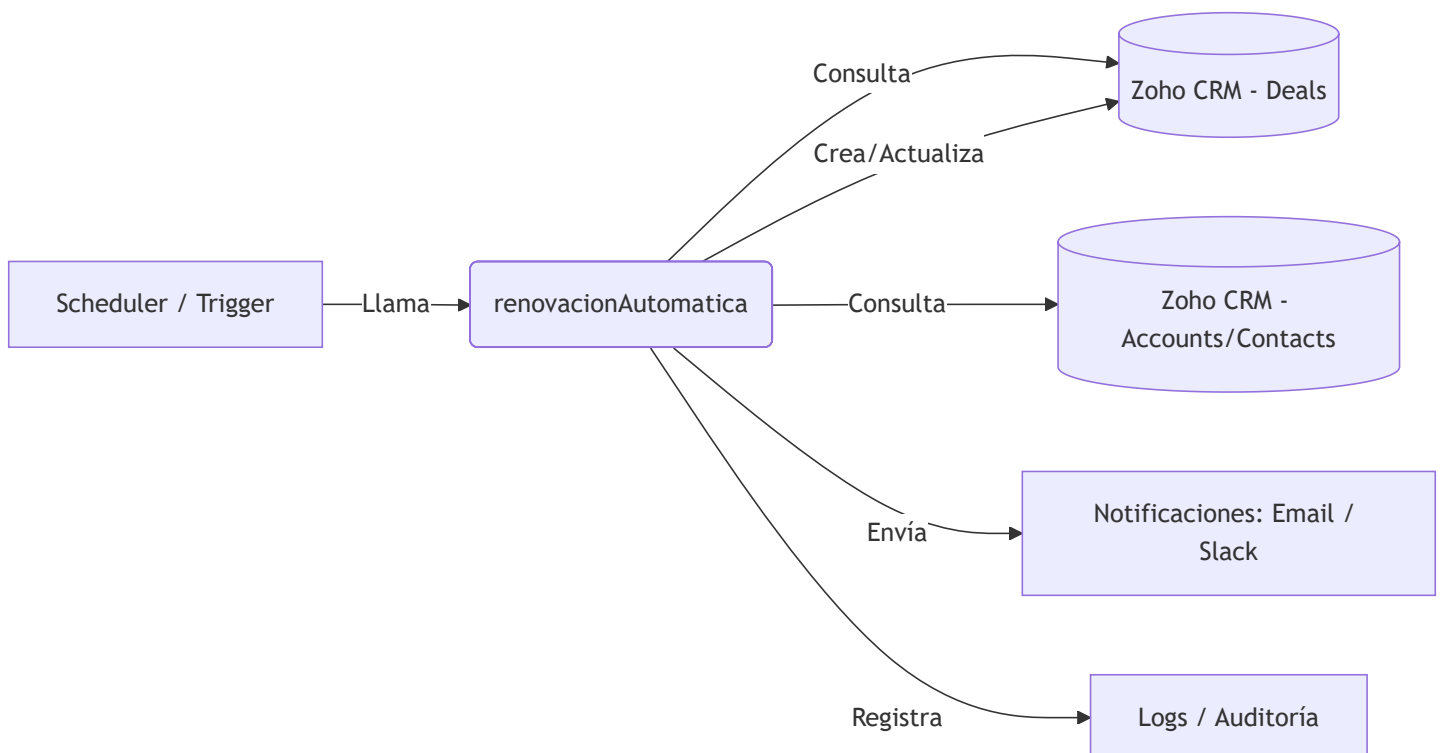 Consulta
Zoho CRM - Deals
Crea/Actualiza
Scheduler / Trigger
Llama
renovacionAutomatica
Consulta
Zoho CRM -
Accounts/Contacts
Notificaciones: Email /
Slack
Envía
Registra
Logs / Auditoría